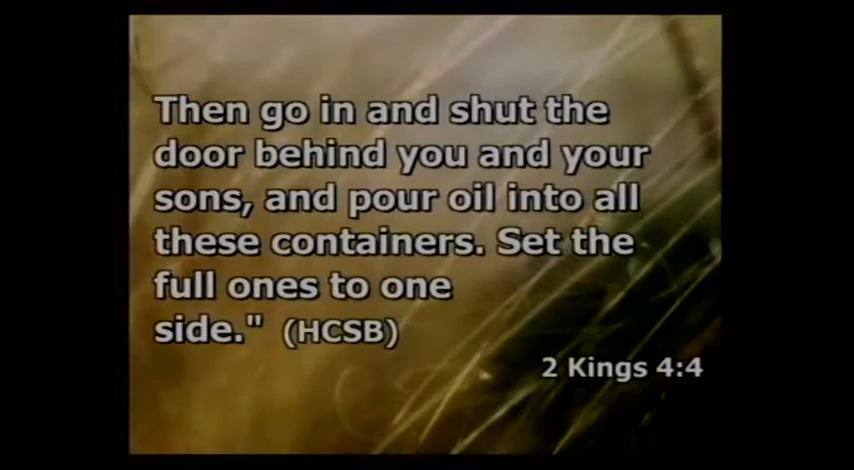 Then go in and shut the
door behind you and your
sons, and pour oil into all
these containers. Set the
full ones to one
side." (HCSB)
2 Kings 4:4